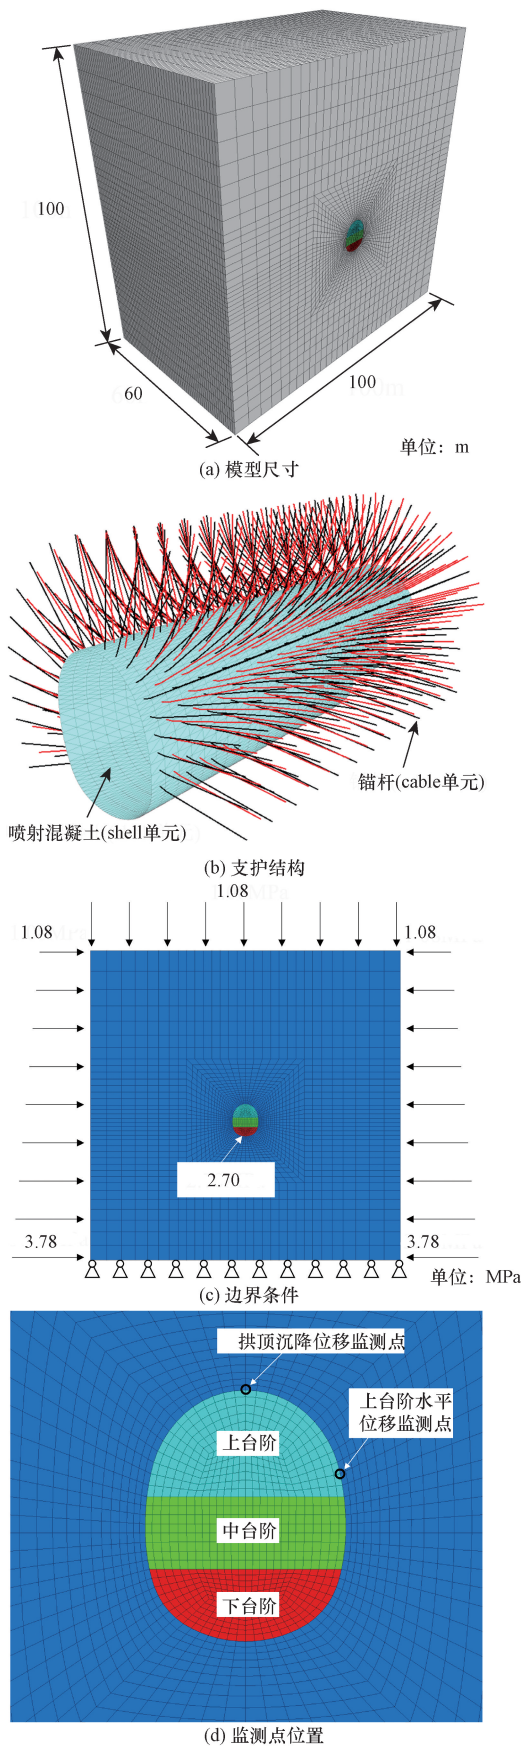 100
60
100
单位：m
(a) 模型尺寸
锚杆(cable单元)
喷射混凝土(shell单元)
(b) 支护结构
1.08
1.08
1.08
2.70
3.78
3.78
单位：MPa
(c) 边界条件
拱顶沉降位移监测点
上台阶水平
位移监测点
上台阶
中台阶
下台阶
(d) 监测点位置